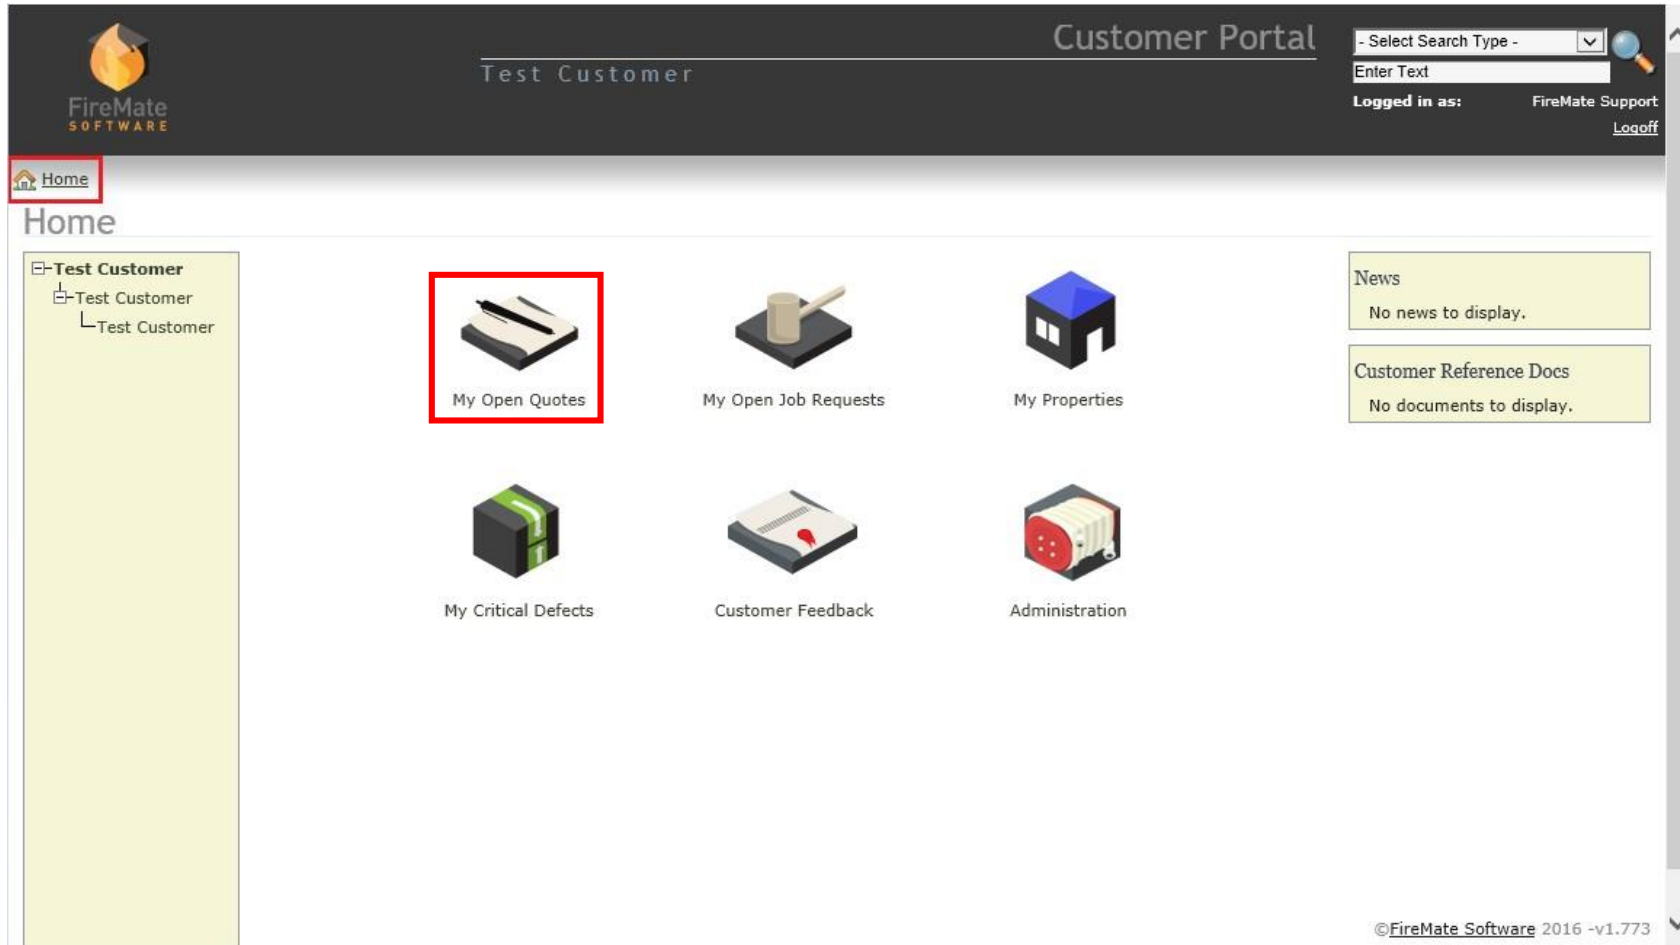 Customer Portal
Test Customer
- Select Search Type -
Enter Text
Logged in as: FireMate Support
Logoff
FireMate
SOFTWARE
Home
Home
Test Customer
Test Customer
Test Customer
My Open Quotes
My Open Job Requests
My Properties
My Critical Defects
Customer Feedback
Administration
News
No news to display.
Customer Reference Docs
No documents to display.
©FireMate Software 2016 -v1.773